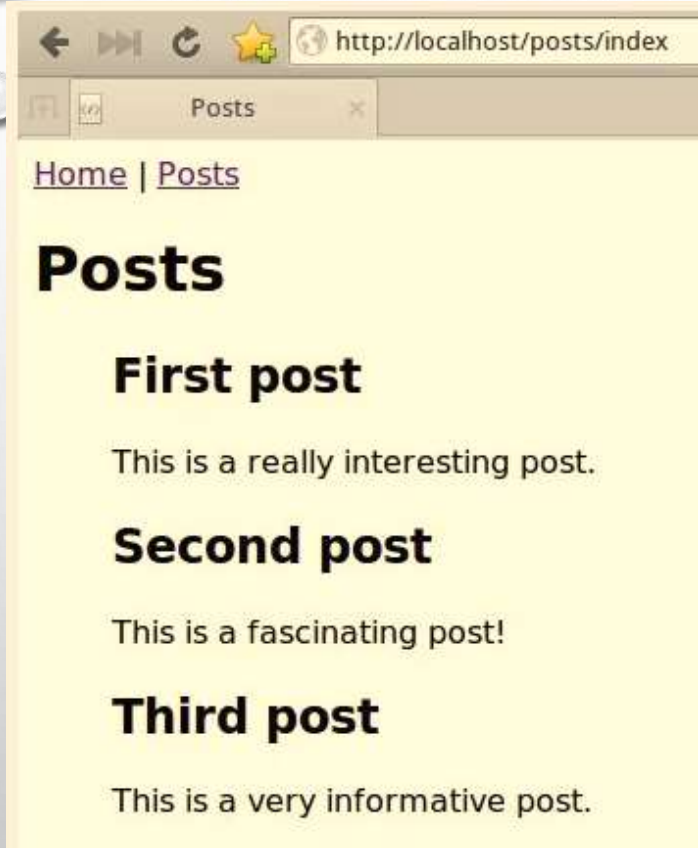 http://localhost/posts/index
Posts
Home | Posts
Posts
First post
This is a really interesting post.
Second post
This is a fascinating post!
Third post
This is a very informative post.